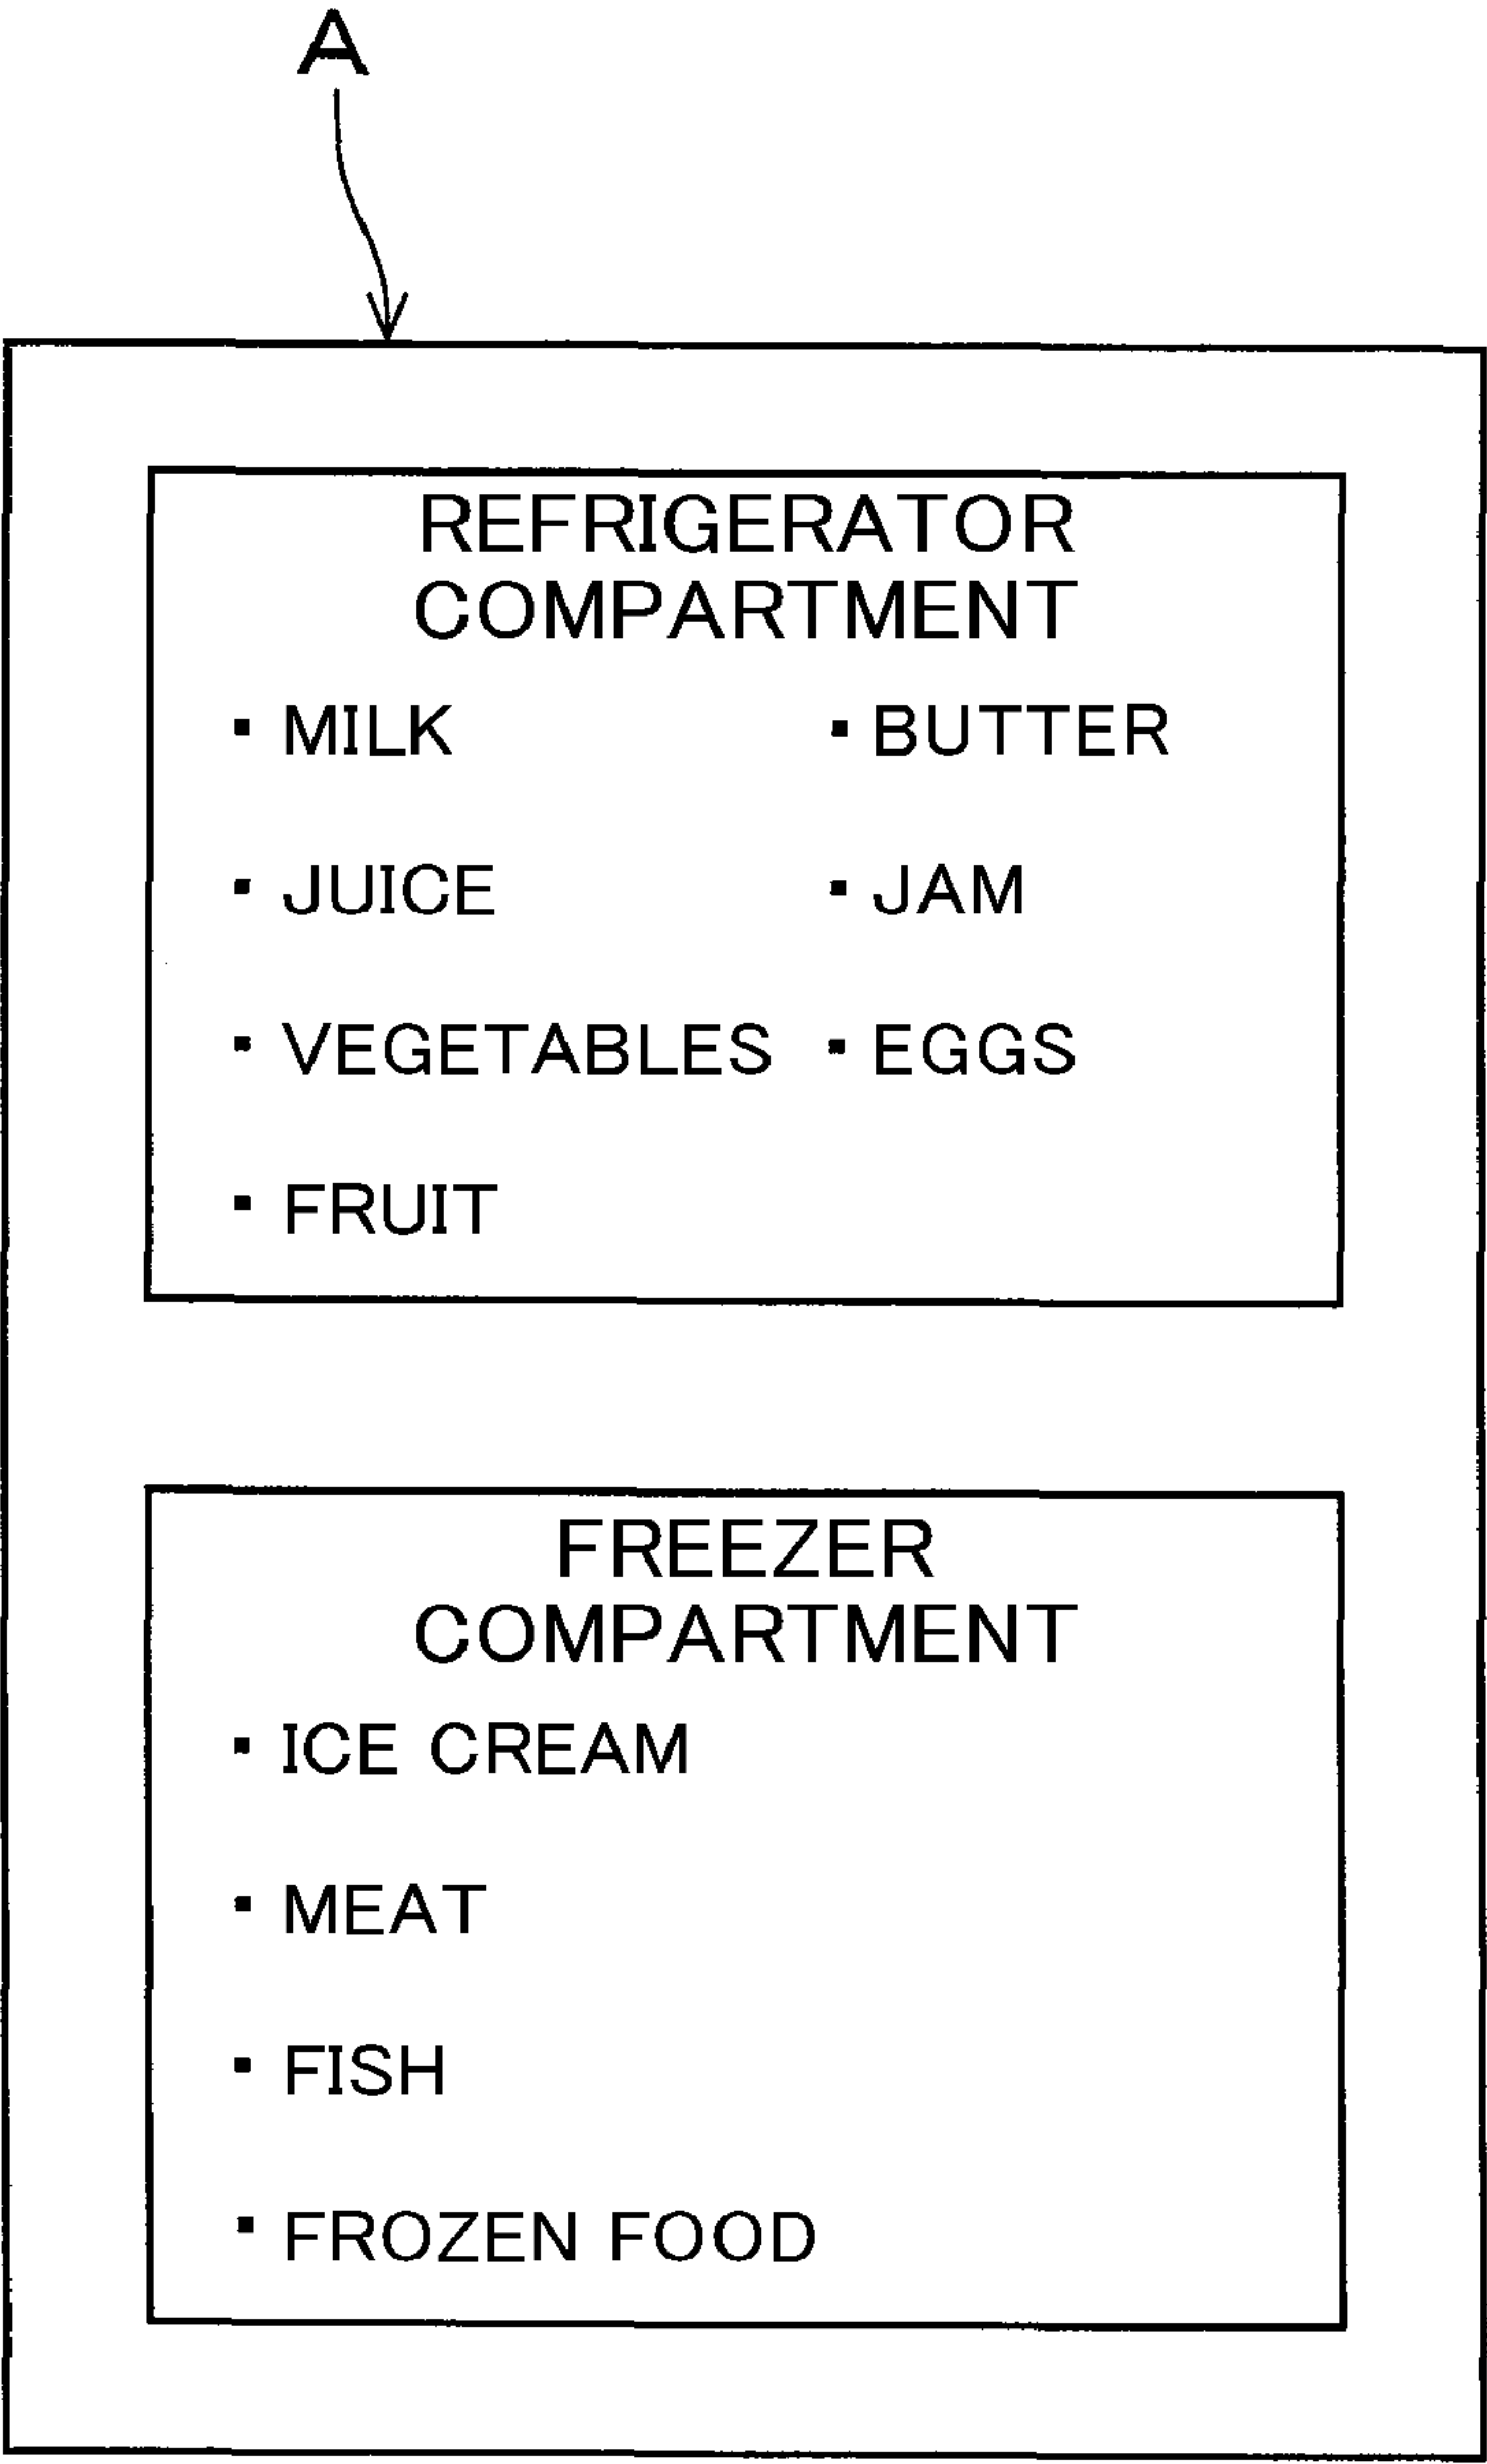 A
REFRIGERATOR
COMPARTMENT
▪ MILK ▪ BUTTER
▪ JUICE ▪ JAM
▪ VEGETABLES ▪ EGGS
▪ FRUIT
FREEZER
COMPARTMENT
▪ ICE CREAM
▪ MEAT
▪ FISH
▪ FROZEN FOOD